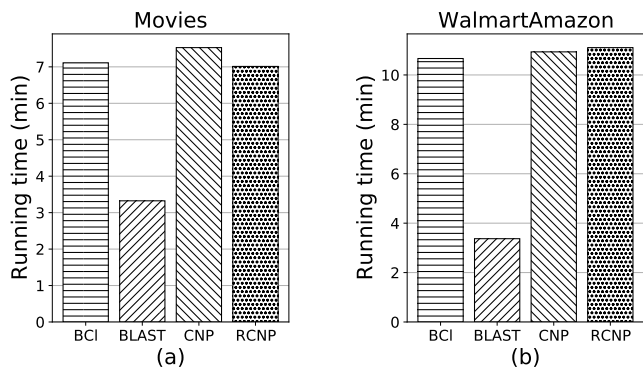 Movies
Running time (min)
7
6
5
4
3
2
1
0
BCI BLAST CNP RCNP
(a)
WalmartAmazon
Running time (min)
10
8
6
4
2
0
BCI BLAST CNP RCNP
(b)